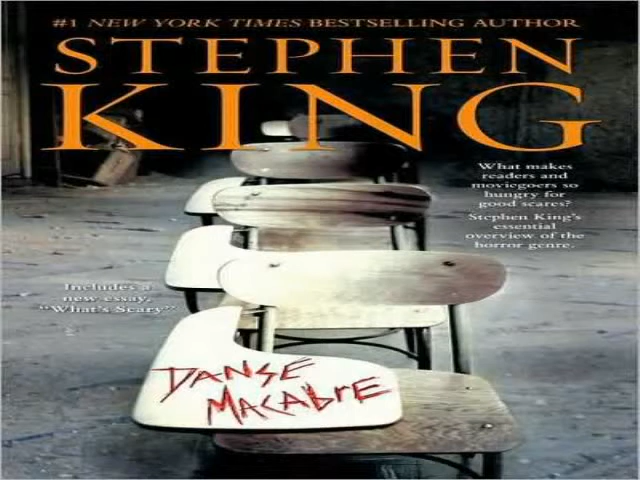 #1 NEW YORK TIMES BESTSELLING AUTHOR
STEPHEN
KING
What makes
readers and
moviegoers so
hungry for
good scares?
Stephen King's
essential
overview of the
horror genre.
Includes a
new essay,
"What's Scary"
DANSE
MACABRE